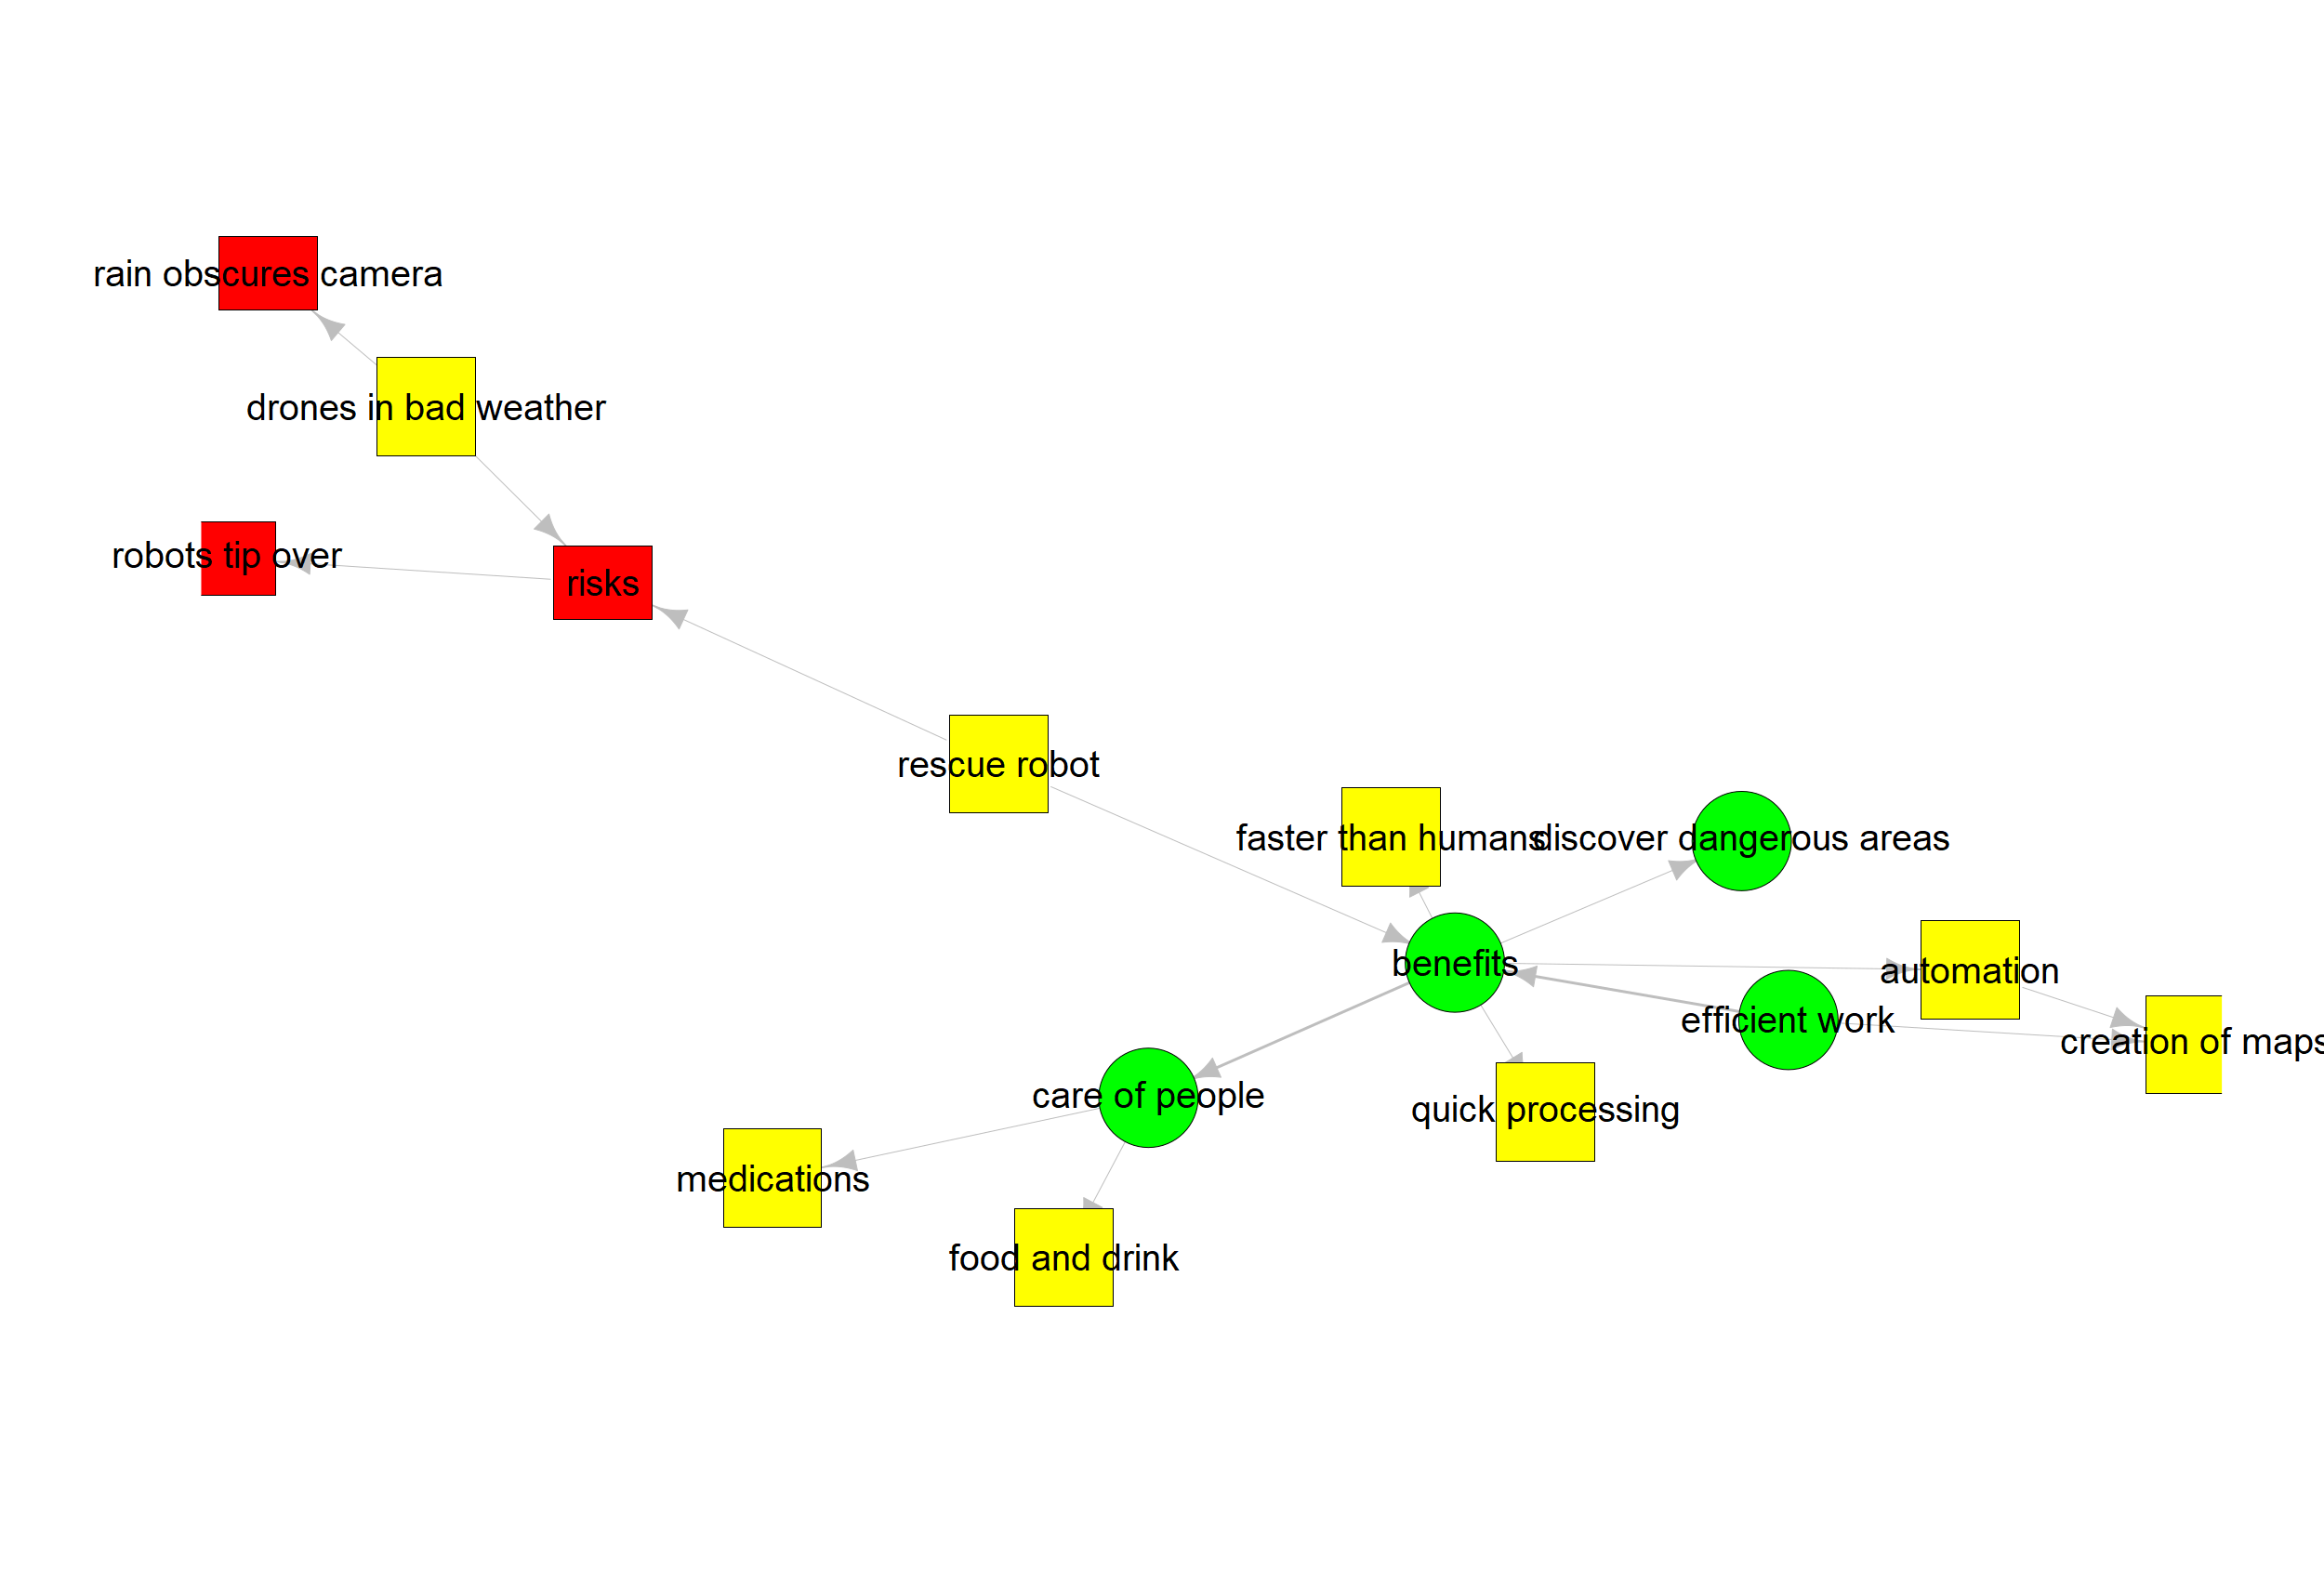 rain obscures camera
drones in bad weather
robots tip over
risks
rescue robot
faster than humans
discover dangerous areas
benefits
automation
efficient work
creation of maps
care of people
quick processing
medications
food and drink